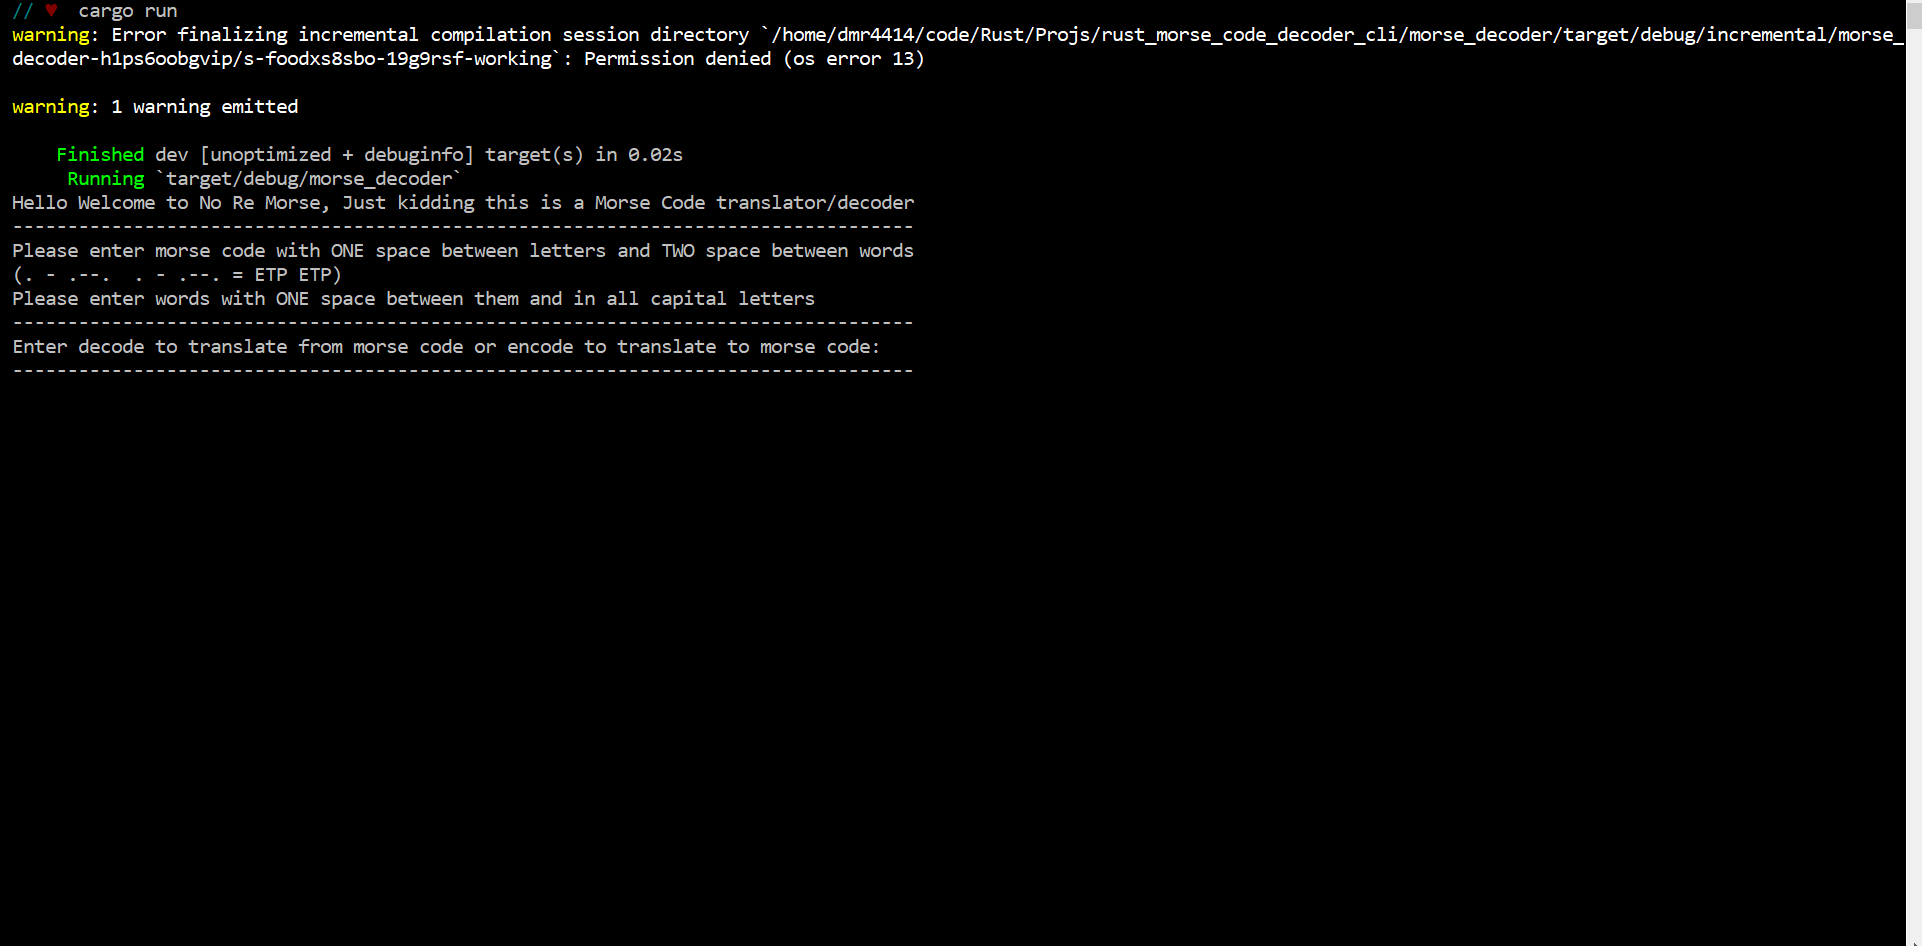 // ♥ cargo run
warning: Error finalizing incremental compilation session directory `/home/dmr4414/code/Rust/Projs/rust_morse_code_decoder_cli/morse_decoder/target/debug/incremental/morse_
decoder-h1ps6oobgvip/s-foodxs8sbo-19g9rsf-working`: Permission denied (os error 13)
warning: 1 warning emitted
Finished dev [unoptimized + debuginfo] target(s) in 0.02s
Running `target/debug/morse_decoder`
Hello Welcome to No Re Morse, Just kidding this is a Morse Code translator/decoder
----------------------------------------------------------------------------------
Please enter morse code with ONE space between letters and TWO space between words
(. - .--.  . - .--. = ETP ETP)
Please enter words with ONE space between them and in all capital letters
----------------------------------------------------------------------------------
Enter decode to translate from morse code or encode to translate to morse code:
----------------------------------------------------------------------------------